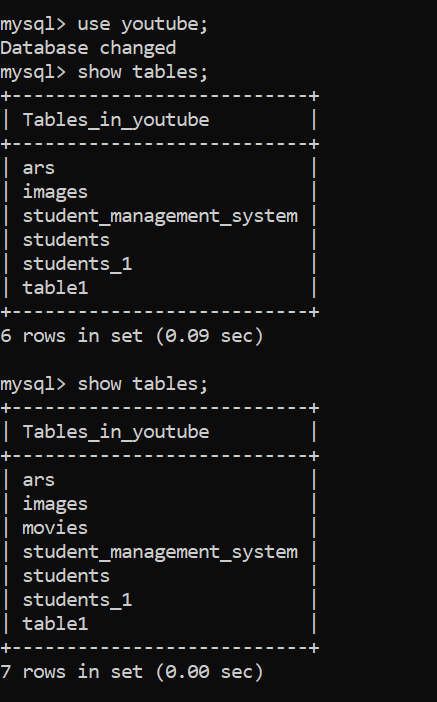 mysql> use youtube;
Database changed
mysql> show tables;
+---------------------------+
| Tables_in_youtube         |
+---------------------------+
| ars                       |
| images                    |
| student_management_system |
| students                  |
| students_1                |
| table1                    |
+---------------------------+
6 rows in set (0.09 sec)

mysql> show tables;
+---------------------------+
| Tables_in_youtube         |
+---------------------------+
| ars                       |
| images                    |
| movies                    |
| student_management_system |
| students                  |
| students_1                |
| table1                    |
+---------------------------+
7 rows in set (0.00 sec)